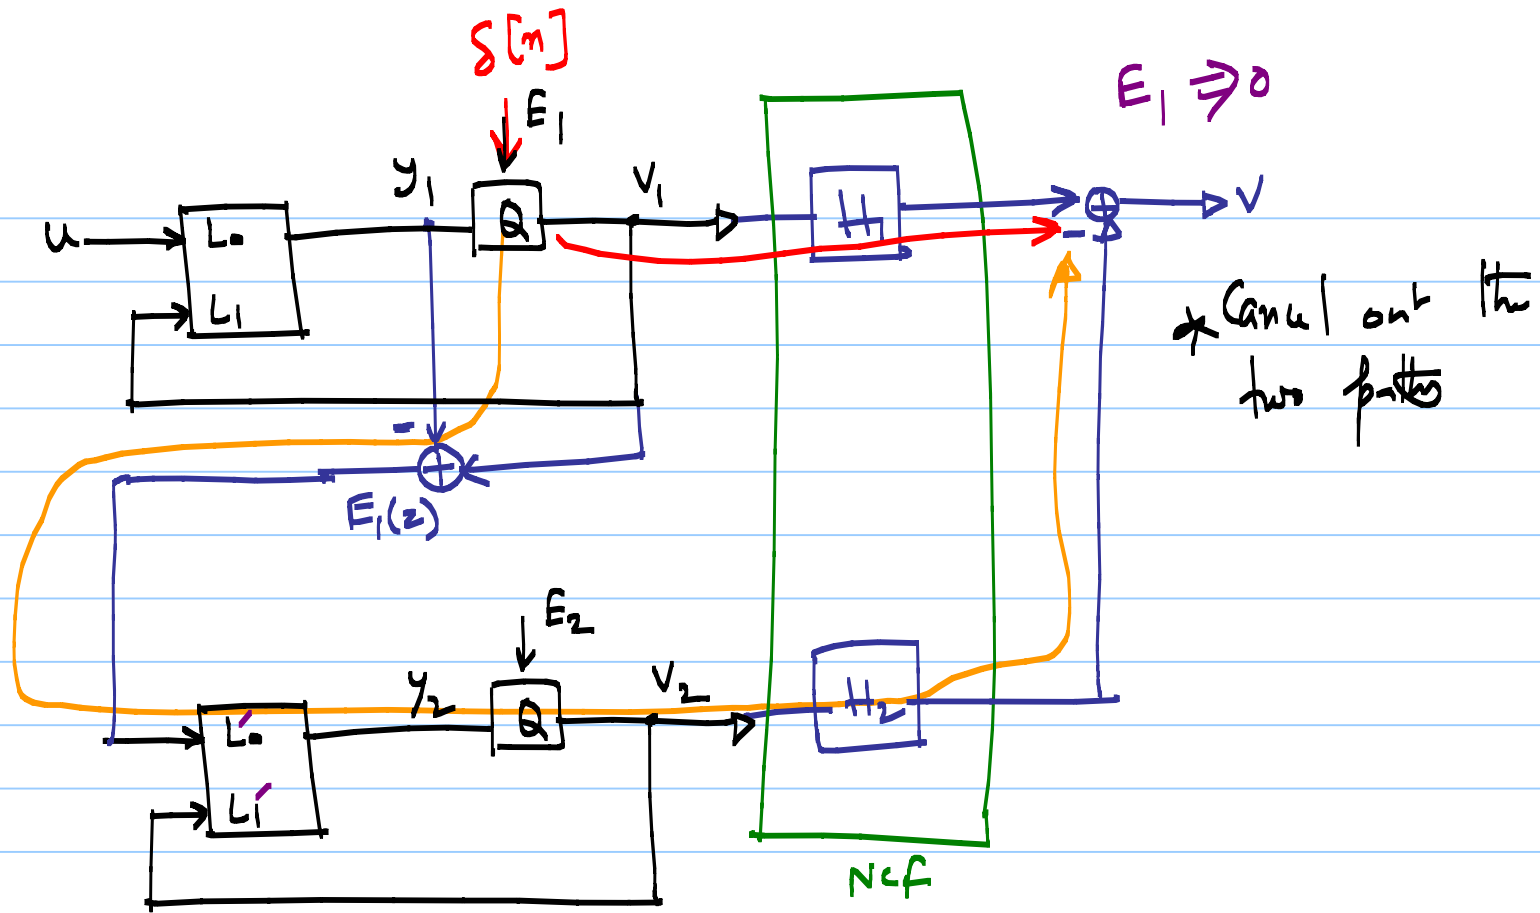 δ[n]
E1
E1 ⇒ 0
y1
V1
u
L0
Q
H1
V
L1
-
* Cancel out the
two paths
-
E1(z)
E2
y2
V2
L0'
Q
H2
L1'
NCF